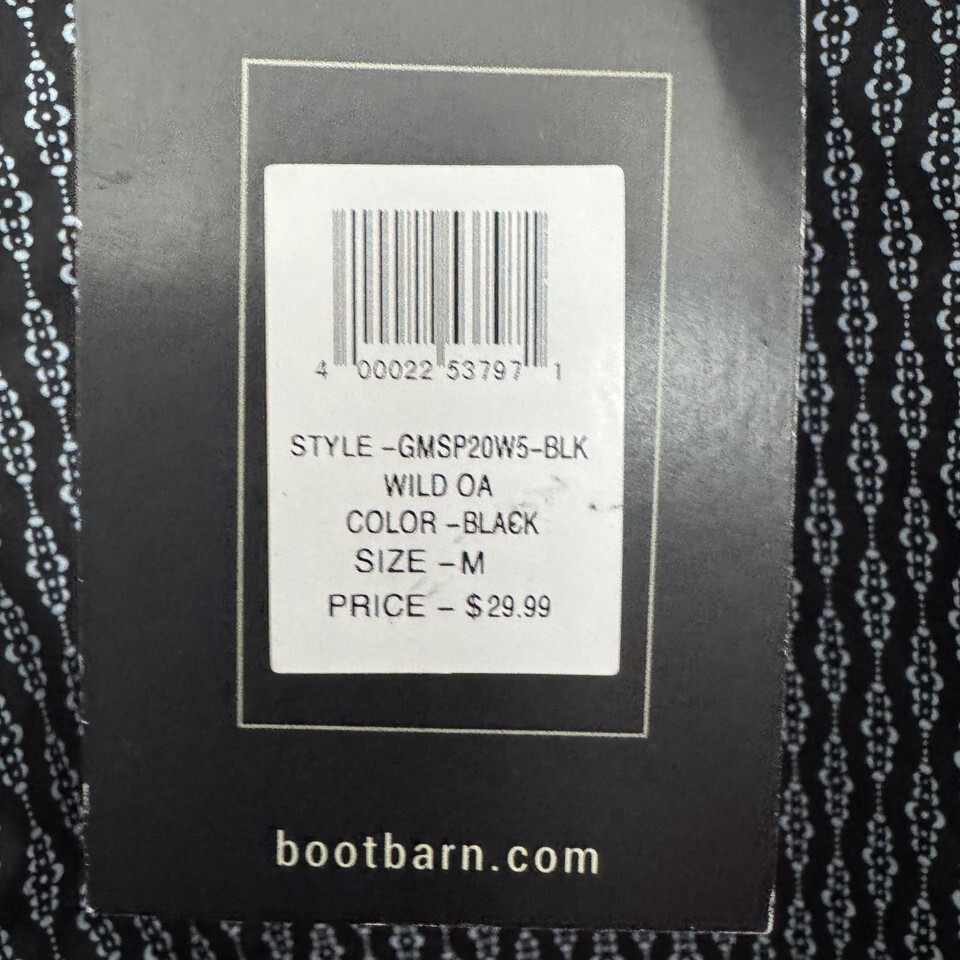 4 00022 53797 1
STYLE -GMSP20W5-BLK
WILD OA
COLOR -BLACK
SIZE -M
PRICE - $29.99
bootbarn.com